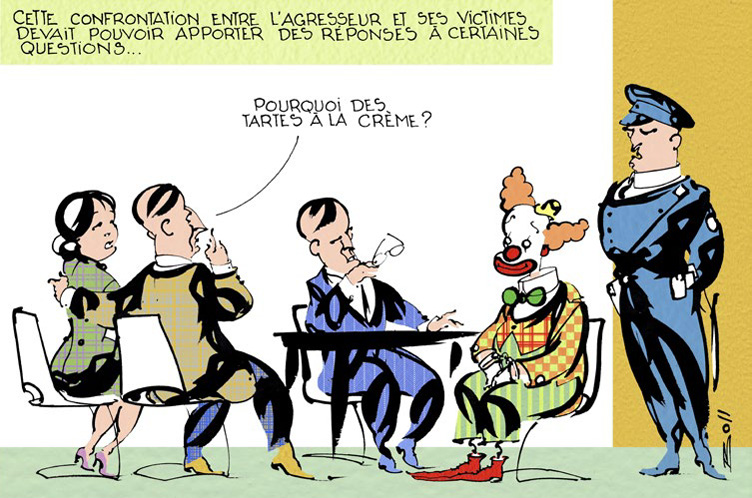 CETTE CONFRONTATION ENTRE L'AGRESSEUR ET SES VICTIMES
DEVAIT POUVOIR APPORTER DES RÉPONSES À CERTAINES
QUESTIONS...
POURQUOI DES
TARTES À LA CRÈME?